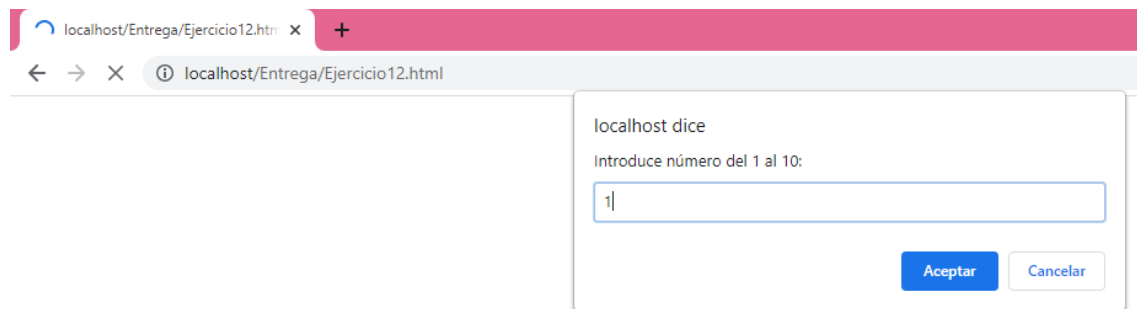 localhost/Entrega/Ejercicio12.htm
localhost/Entrega/Ejercicio12.html
localhost dice
Introduce número del 1 al 10:
1
Aceptar Cancelar